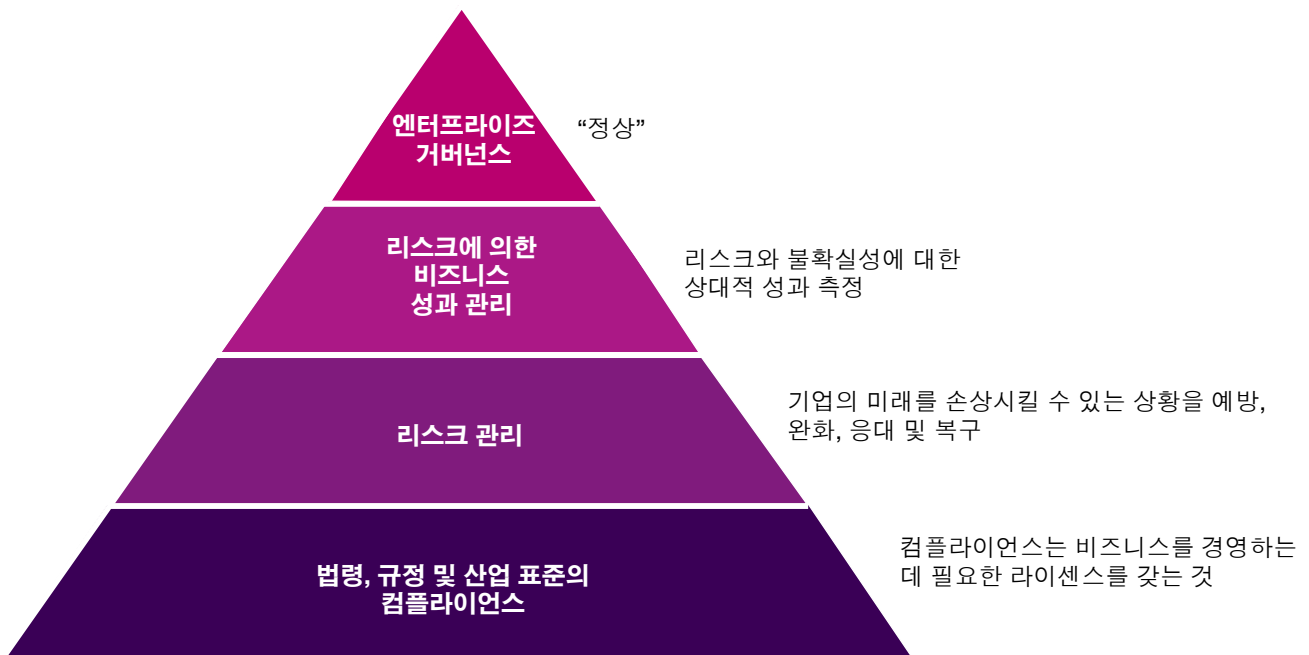 엔터프라이즈
거버넌스
“정상”
리스크에 의한
비즈니스
성과 관리
리스크와 불확실성에 대한
상대적 성과 측정
리스크 관리
기업의 미래를 손상시킬 수 있는 상황을 예방,
완화, 응대 및 복구
법령, 규정 및 산업 표준의
컴플라이언스
컴플라이언스는 비즈니스를 경영하는
데 필요한 라이센스를 갖는 것